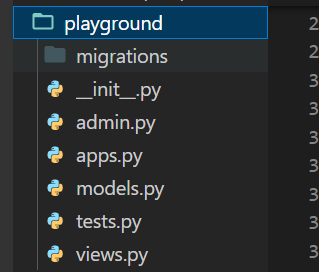 playground
migrations
__init__.py
admin.py
apps.py
models.py
tests.py
views.py